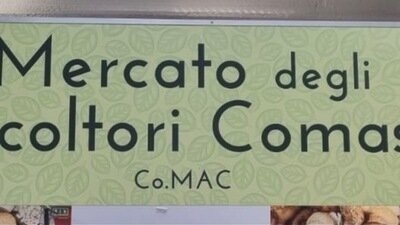 Mercato degli
coltori Comas
Co.MAC